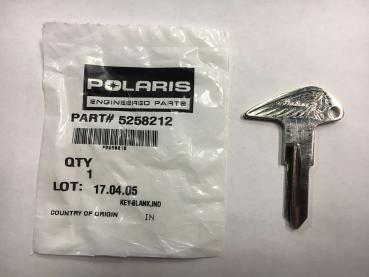 POLARIS
ENGINEERED PARTS
PART# 5258212
QTY
1
LOT: 17.04.05
KEY-BLANK,IND
COUNTRY OF ORIGIN IN